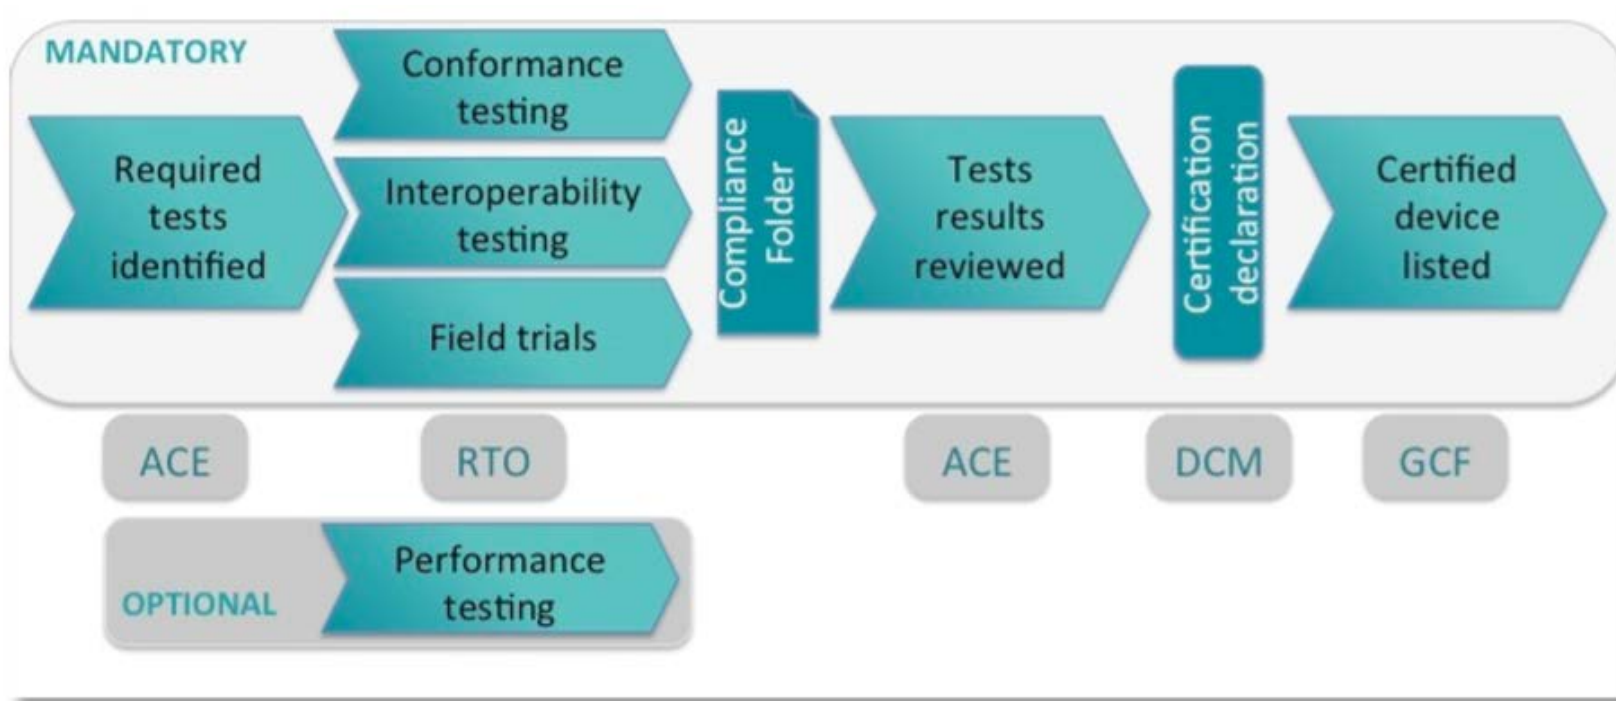 MANDATORY
Required
tests
identified
Conformance
testing
Interoperability
testing
Field trials
Compliance
Folder
Tests
results
reviewed
Certification
declaration
Certified
device
listed
ACE
RTO
ACE
DCM
GCF
OPTIONAL
Performance
testing